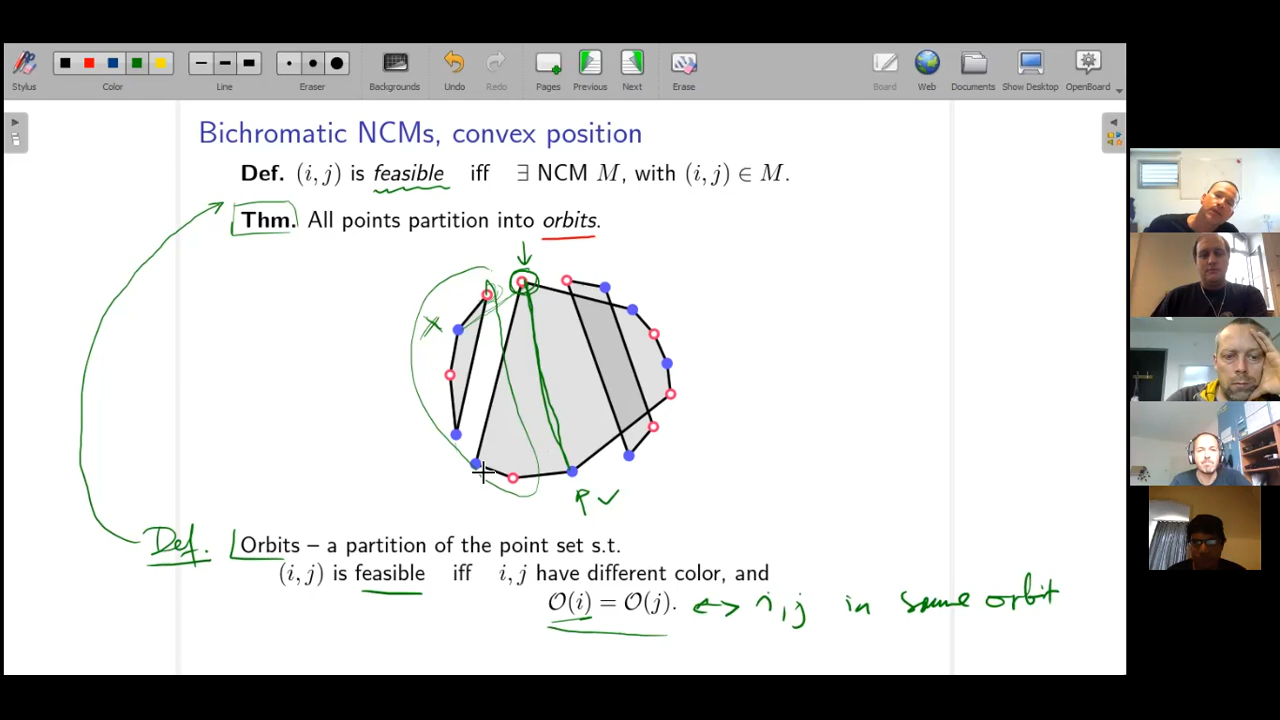 Stylus
Color
Line
Eraser
Backgrounds
Undo
Redo
Pages
Previous
Next
Erase
Board
Web
Documents
Show Desktop
OpenBoard
Bichromatic NCMs, convex position
Def. (i, j) is feasible iff ∃ NCM M, with (i, j) ∈ M.
Thm. All points partition into orbits.
Def. Orbits – a partition of the point set s.t.
(i, j) is feasible iff i, j have different color, and
O(i) = O(j). ↔ i, j in same orbit